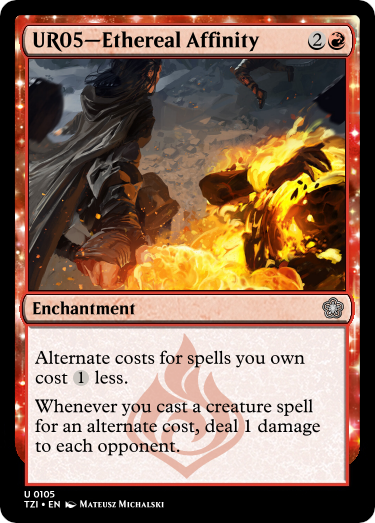 UR05—Ethereal Affinity 2
Enchantment
Alternate costs for spells you own
cost 1 less.
Whenever you cast a creature spell
for an alternate cost, deal 1 damage
to each opponent.
U 0105
TZI • EN Mateusz Michalski